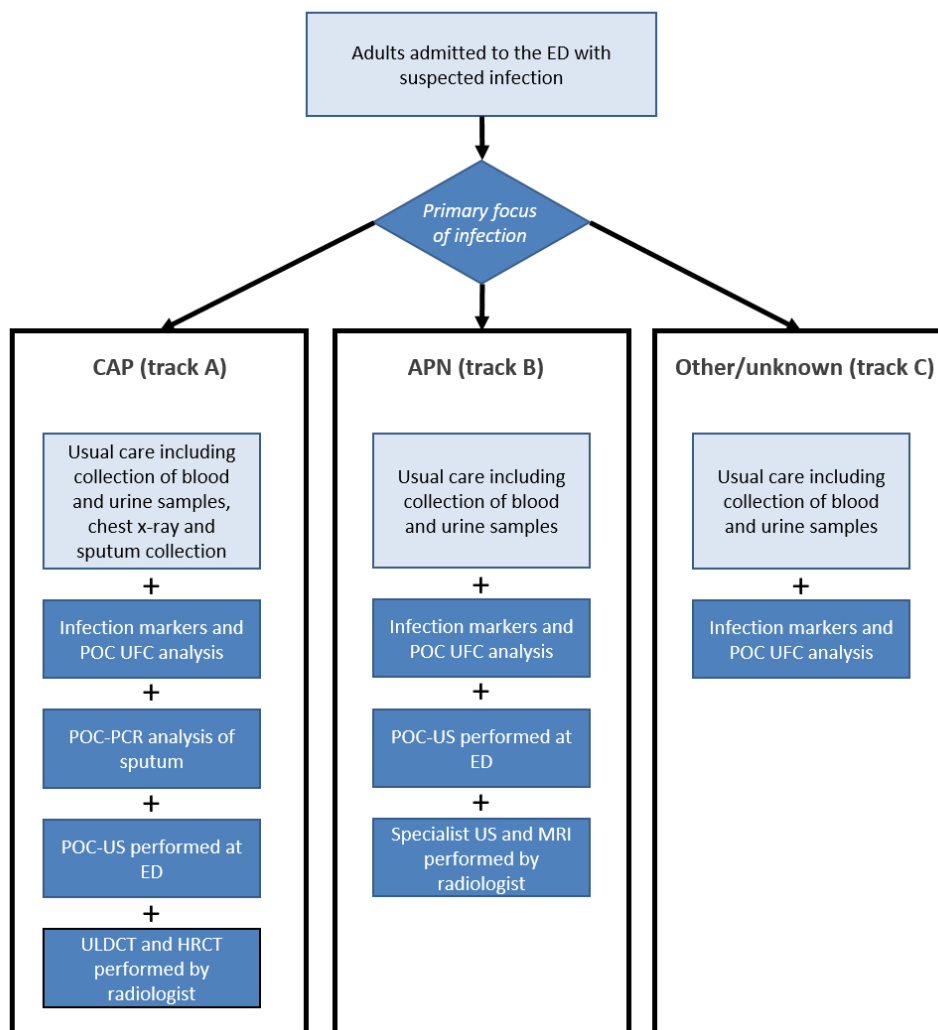 Adults admitted to the ED with
suspected infection
Primary focus
of infection
CAP (track A)
Usual care including
collection of blood
and urine samples,
chest x-ray and
sputum collection
+
Infection markers and
POC UFC analysis
+
POC-PCR analysis of
sputum
+
POC-US performed at
ED
+
ULDCT and HRCT
performed by
radiologist
APN (track B)
Usual care including
collection of blood
and urine samples
+
Infection markers and
POC UFC analysis
+
POC-US performed at
ED
+
Specialist US and MRI
performed by
radiologist
Other/unknown (track C)
Usual care including
collection of blood
and urine samples
+
Infection markers and
POC UFC analysis